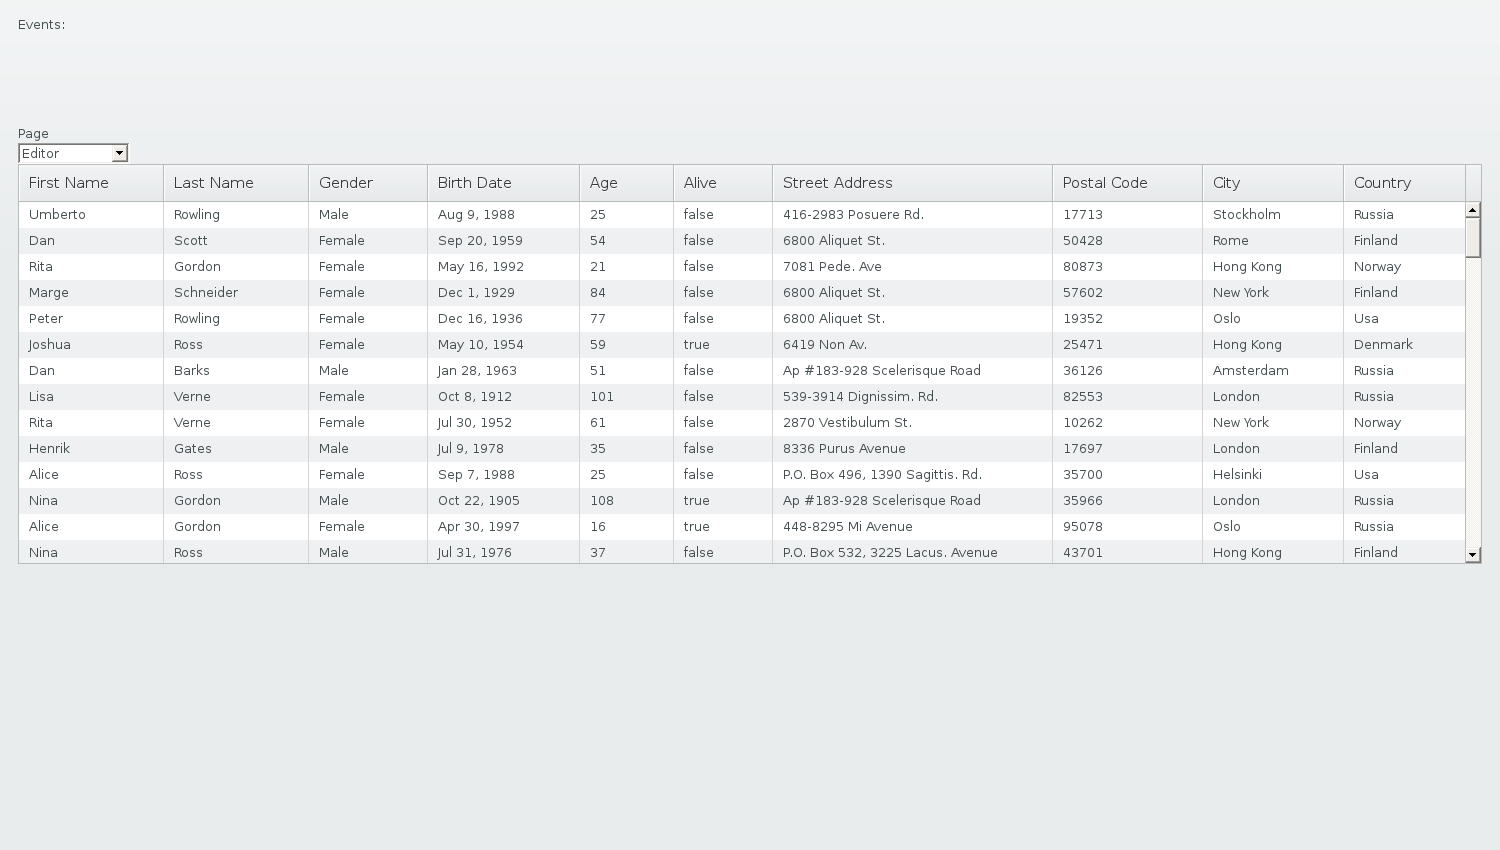 Events:
Page
Editor
First Name Last Name Gender Birth Date Age Alive Street Address Postal Code City Country
Umberto Rowling Male Aug 9, 1988 25 false 416-2983 Posuere Rd. 17713 Stockholm Russia
Dan Scott Female Sep 20, 1959 54 false 6800 Aliquet St. 50428 Rome Finland
Rita Gordon Female May 16, 1992 21 false 7081 Pede. Ave 80873 Hong Kong Norway
Marge Schneider Female Dec 1, 1929 84 false 6800 Aliquet St. 57602 New York Finland
Peter Rowling Female Dec 16, 1936 77 false 6800 Aliquet St. 19352 Oslo Usa
Joshua Ross Female May 10, 1954 59 true 6419 Non Av. 25471 Hong Kong Denmark
Dan Barks Male Jan 28, 1963 51 false Ap #183-928 Scelerisque Road 36126 Amsterdam Russia
Lisa Verne Female Oct 8, 1912 101 false 539-3914 Dignissim. Rd. 82553 London Russia
Rita Verne Female Jul 30, 1952 61 false 2870 Vestibulum St. 10262 New York Norway
Henrik Gates Male Jul 9, 1978 35 false 8336 Purus Avenue 17697 London Finland
Alice Ross Female Sep 7, 1988 25 false P.O. Box 496, 1390 Sagittis. Rd. 35700 Helsinki Usa
Nina Gordon Male Oct 22, 1905 108 true Ap #183-928 Scelerisque Road 35966 London Russia
Alice Gordon Female Apr 30, 1997 16 true 448-8295 Mi Avenue 95078 Oslo Russia
Nina Ross Male Jul 31, 1976 37 false P.O. Box 532, 3225 Lacus. Avenue 43701 Hong Kong Finland